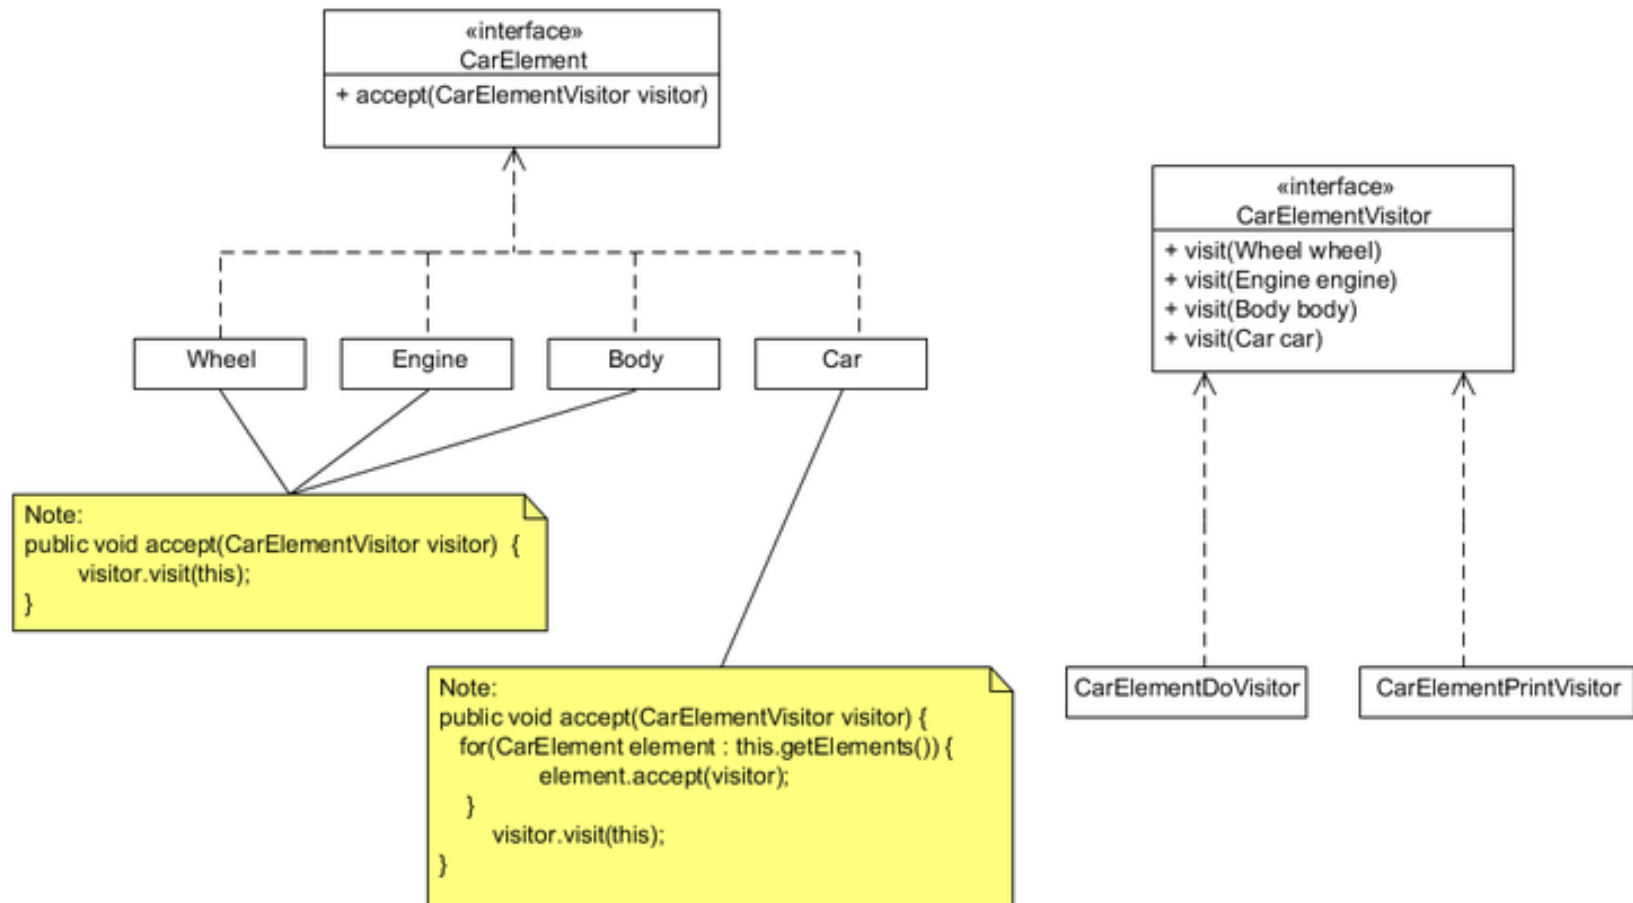 «interface»
CarElement
+ accept(CarElementVisitor visitor)
«interface»
CarElementVisitor
+ visit(Wheel wheel)
+ visit(Engine engine)
+ visit(Body body)
+ visit(Car car)
Wheel
Engine
Body
Car
Note:
public void accept(CarElementVisitor visitor) {
visitor.visit(this);
}
Note:
public void accept(CarElementVisitor visitor) {
for(CarElement element : this.getElements()) {
element.accept(visitor);
}
visitor.visit(this);
}
CarElementDoVisitor
CarElementPrintVisitor